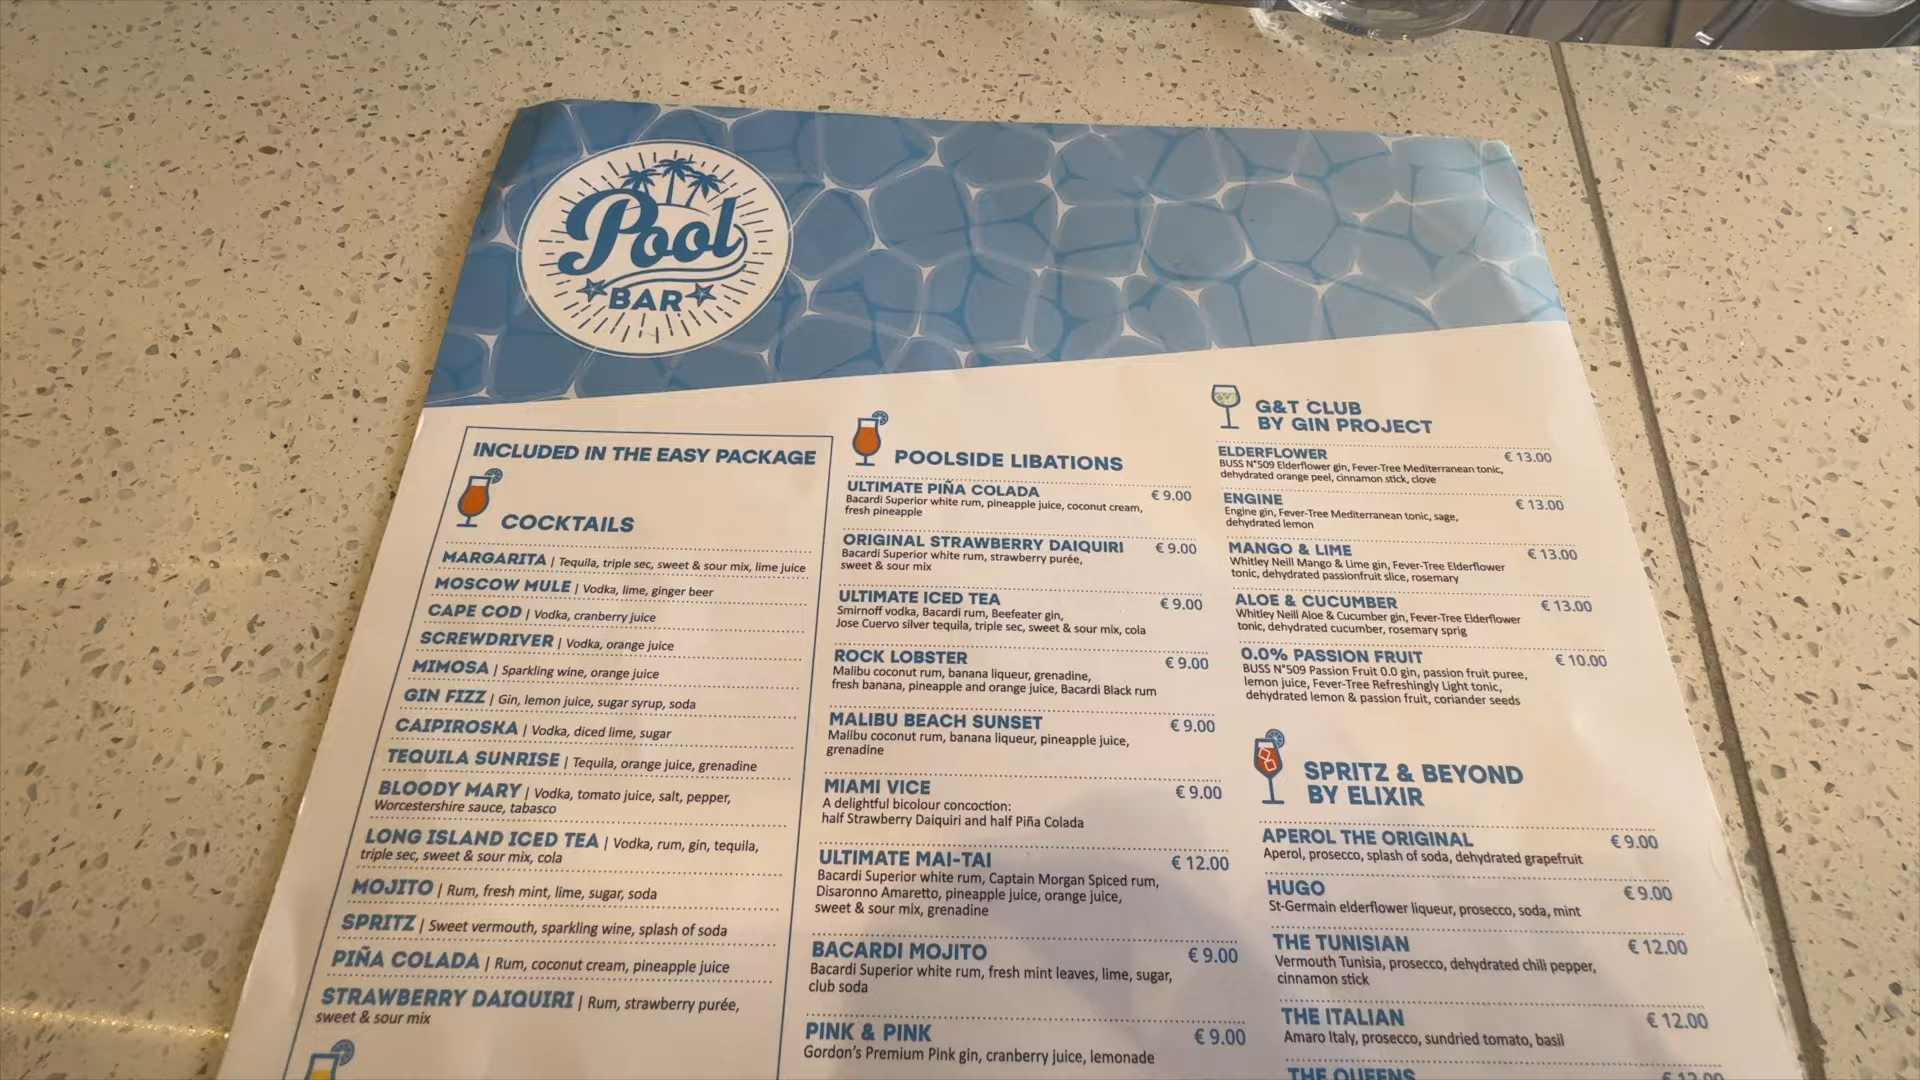 Pool
BAR
INCLUDED IN THE EASY PACKAGE
COCKTAILS
MARGARITA | Tequila, triple sec, sweet & sour mix, lime juice
MOSCOW MULE | Vodka, lime, ginger beer
CAPE COD | Vodka, cranberry juice
SCREWDRIVER | Vodka, orange juice
MIMOSA | Sparkling wine, orange juice
GIN FIZZ | Gin, lemon juice, sugar syrup, soda
CAIPIROSKA | Vodka, diced lime, sugar
TEQUILA SUNRISE | Tequila, orange juice, grenadine
BLOODY MARY | Vodka, tomato juice, salt, pepper,
Worcestershire sauce, tabasco
LONG ISLAND ICED TEA | Vodka, rum, gin, tequila,
triple sec, sweet & sour mix, cola
MOJITO | Rum, fresh mint, lime, sugar, soda
SPRITZ | Sweet vermouth, sparkling wine, splash of soda
PIÑA COLADA | Rum, coconut cream, pineapple juice
STRAWBERRY DAIQUIRI | Rum, strawberry purée,
sweet & sour mix
POOLSIDE LIBATIONS
ULTIMATE PIÑA COLADA € 9.00
Bacardi Superior white rum, pineapple juice, coconut cream,
fresh pineapple
ORIGINAL STRAWBERRY DAIQUIRI € 9.00
Bacardi Superior white rum, strawberry purée,
sweet & sour mix
ULTIMATE ICED TEA € 9.00
Smirnoff vodka, Bacardi rum, Beefeater gin,
Jose Cuervo silver tequila, triple sec, sweet & sour mix, cola
ROCK LOBSTER € 9.00
Malibu coconut rum, banana liqueur, grenadine,
fresh banana, pineapple and orange juice, Bacardi Black rum
MALIBU BEACH SUNSET € 9.00
Malibu coconut rum, banana liqueur, pineapple juice,
grenadine
MIAMI VICE € 9.00
A delightful bicolour concoction:
half Strawberry Daiquiri and half Piña Colada
ULTIMATE MAI-TAI € 12.00
Bacardi Superior white rum, Captain Morgan Spiced rum,
Disaronno Amaretto, pineapple juice, orange juice,
sweet & sour mix, grenadine
BACARDI MOJITO € 9.00
Bacardi Superior white rum, fresh mint leaves, lime, sugar,
club soda
PINK & PINK € 9.00
Gordon's Premium Pink gin, cranberry juice, lemonade
G&T CLUB
BY GIN PROJECT
ELDERFLOWER € 13.00
BUSS N°509 Elderflower gin, Fever-Tree Mediterranean tonic,
dehydrated orange peel, cinnamon stick, clove
ENGINE € 13.00
Engine gin, Fever-Tree Mediterranean tonic, sage,
dehydrated lemon
MANGO & LIME € 13.00
Whitley Neill Mango & Lime gin, Fever-Tree Elderflower
tonic, dehydrated passionfruit slice, rosemary
ALOE & CUCUMBER € 13.00
Whitley Neill Aloe & Cucumber gin, Fever-Tree Elderflower
tonic, dehydrated cucumber, rosemary sprig
0.0% PASSION FRUIT € 10.00
BUSS N°509 Passion Fruit 0.0 gin, passion fruit puree,
lemon juice, Fever-Tree Refreshingly Light tonic,
dehydrated lemon & passion fruit, coriander seeds
SPRITZ & BEYOND
BY ELIXIR
APEROL THE ORIGINAL € 9.00
Aperol, prosecco, splash of soda, dehydrated grapefruit
HUGO € 9.00
St-Germain elderflower liqueur, prosecco, soda, mint
THE TUNISIAN € 12.00
Vermouth Tunisia, prosecco, dehydrated chili pepper,
cinnamon stick
THE ITALIAN € 12.00
Amaro Italy, prosecco, sundried tomato, basil
THE QUEENS € 12.00